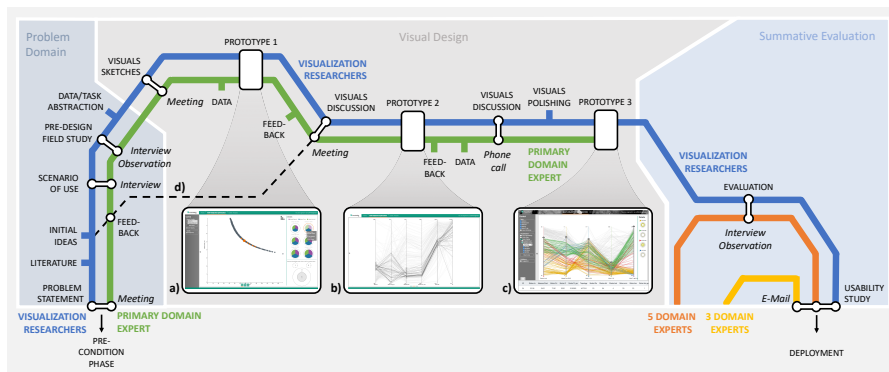 Problem
Domain
Visual Design
Summative Evaluation
PROTOTYPE 1
VISUALS
SKETCHES
VISUALIZATION
RESEARCHERS
Meeting
DATA
DATA/TASK
ABSTRACTION
VISUALS
DISCUSSION
PROTOTYPE 2
VISUALS
DISCUSSION
VISUALS
POLISHING
PROTOTYPE 3
PRE-DESIGN
FIELD STUDY
FEED-
BACK
Meeting
FEED-
BACK
DATA
Phone
call
PRIMARY
DOMAIN
EXPERT
Interview
Observation
VISUALIZATION
RESEARCHERS
SCENARIO
OF USE
Interview
d)
EVALUATION
FEED-
BACK
INITIAL
IDEAS
Interview
Observation
LITERATURE
PROBLEM
STATEMENT
Meeting
a)
b)
c)
E-Mail
USABILITY
STUDY
VISUALIZATION
RESEARCHERS
PRIMARY DOMAIN
EXPERT
5 DOMAIN
EXPERTS
3 DOMAIN
EXPERTS
PRE-
CONDITION
PHASE
DEPLOYMENT